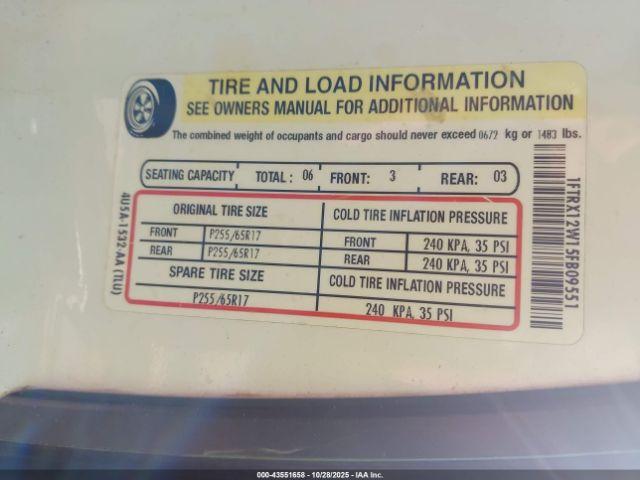 TIRE AND LOAD INFORMATION
SEE OWNERS MANUAL FOR ADDITIONAL INFORMATION
The combined weight of occupants and cargo should never exceed 0672 kg or 1483 lbs.
SEATING CAPACITY TOTAL: 06 FRONT: 3 REAR: 03
ORIGINAL TIRE SIZE COLD TIRE INFLATION PRESSURE
FRONT P255/65R17 FRONT 240 KPA, 35 PSI
REAR P255/65R17 REAR 240 KPA, 35 PSI
SPARE TIRE SIZE COLD TIRE INFLATION PRESSURE
P255/65R17 240 KPA, 35 PSI
4U5A-1532-AA (TLU)
1FTRX12W15FB09551
000-43551658 | 10/28/2025 - IAA Inc.